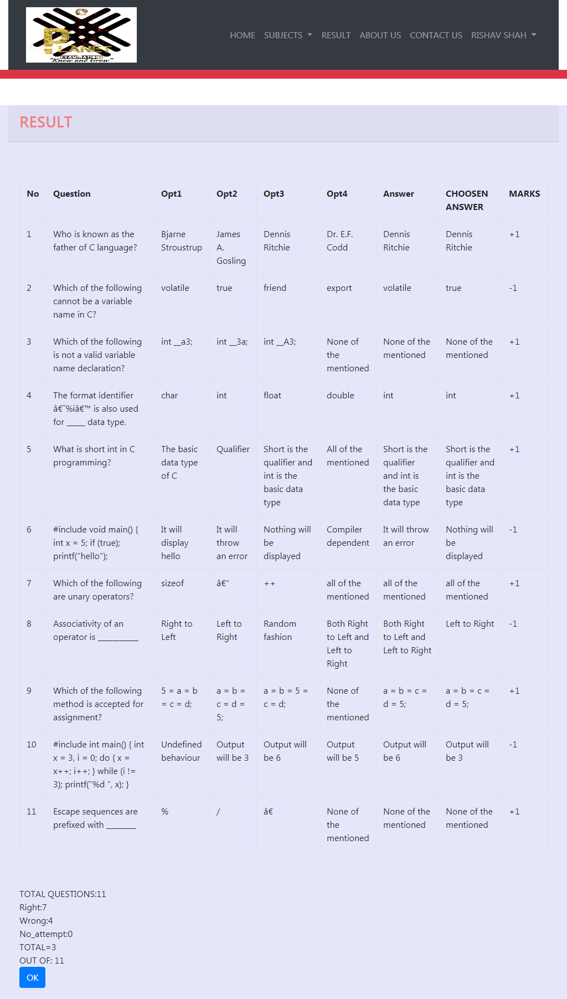 PLANET
EXAMINATIONS
"Know and Grow"
HOME SUBJECTS RESULT ABOUT US CONTACT US RISHAV SHAH
RESULT
No Question Opt1 Opt2 Opt3 Opt4 Answer CHOOSEN MARKS
ANSWER
1 Who is known as the Bjarne James Dennis Dr. E.F. Dennis Dennis +1
father of C language? Stroustrup A. Ritchie Codd Ritchie Ritchie
Gosling
2 Which of the following volatile true friend export volatile true -1
cannot be a variable
name in C?
3 Which of the following int __a3; int __3a; int __A3; None of None of the None of the +1
is not a valid variable the mentioned mentioned
name declaration? mentioned
4 The format identifier char int float double int int +1
â€˜%iâ€™ is also used
for _____ data type.
5 What is short int in C The basic Qualifier Short is the All of the Short is the Short is the +1
programming? data type qualifier and mentioned qualifier qualifier and
of C int is the and int is int is the
basic data the basic basic data
type data type type
6 #include void main() { It will It will Nothing will Compiler It will throw Nothing will -1
int x = 5; if (true); display throw be dependent an error be
printf("hello"); hello an error displayed displayed
7 Which of the following sizeof â€“ ++ all of the all of the all of the +1
are unary operators? mentioned mentioned mentioned
8 Associativity of an Right to Left to Random Both Right Both Right Left to Right -1
operator is ___________ Left Right fashion to Left and to Left and
Left to Left to Right
Right
9 Which of the following 5 = a = b a = b = a = b = 5 = None of a = b = c = a = b = c = +1
method is accepted for = c = d; c = d = c = d; the d = 5; d = 5;
assignment? 5; mentioned
10 #include int main() { int Undefined Output Output will Output Output will Output will -1
x = 3, i = 0; do { x = behaviour will be 3 be 6 will be 5 be 6 be 3
x++; i++; } while (i !=
3); printf("%d ", x); }
11 Escape sequences are % / â€ None of None of the None of the +1
prefixed with ________ the mentioned mentioned
mentioned
TOTAL QUESTIONS:11
Right:7
Wrong:4
No_attempt:0
TOTAL=3
OUT OF: 11
OK